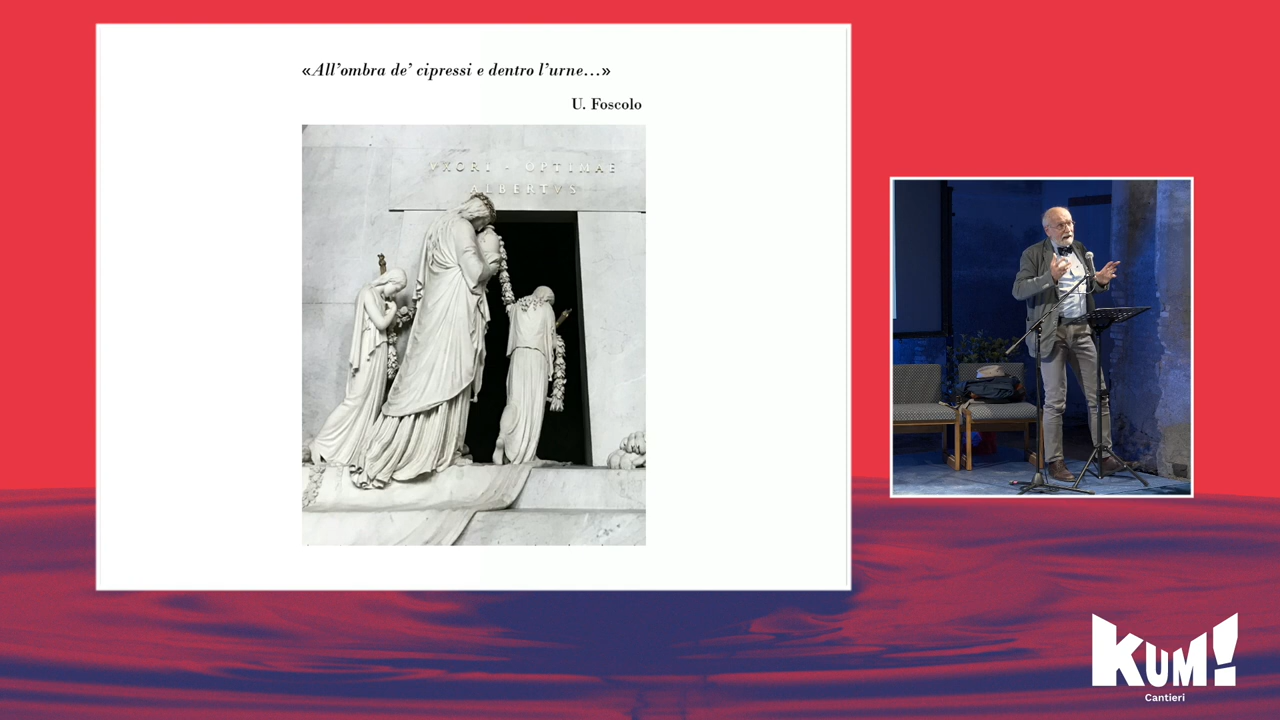 «All’ombra de’ cipressi e dentro l’urne…»
U. Foscolo
VXORI · OPTIMAE
ALBERTVS
KUM!
Cantieri